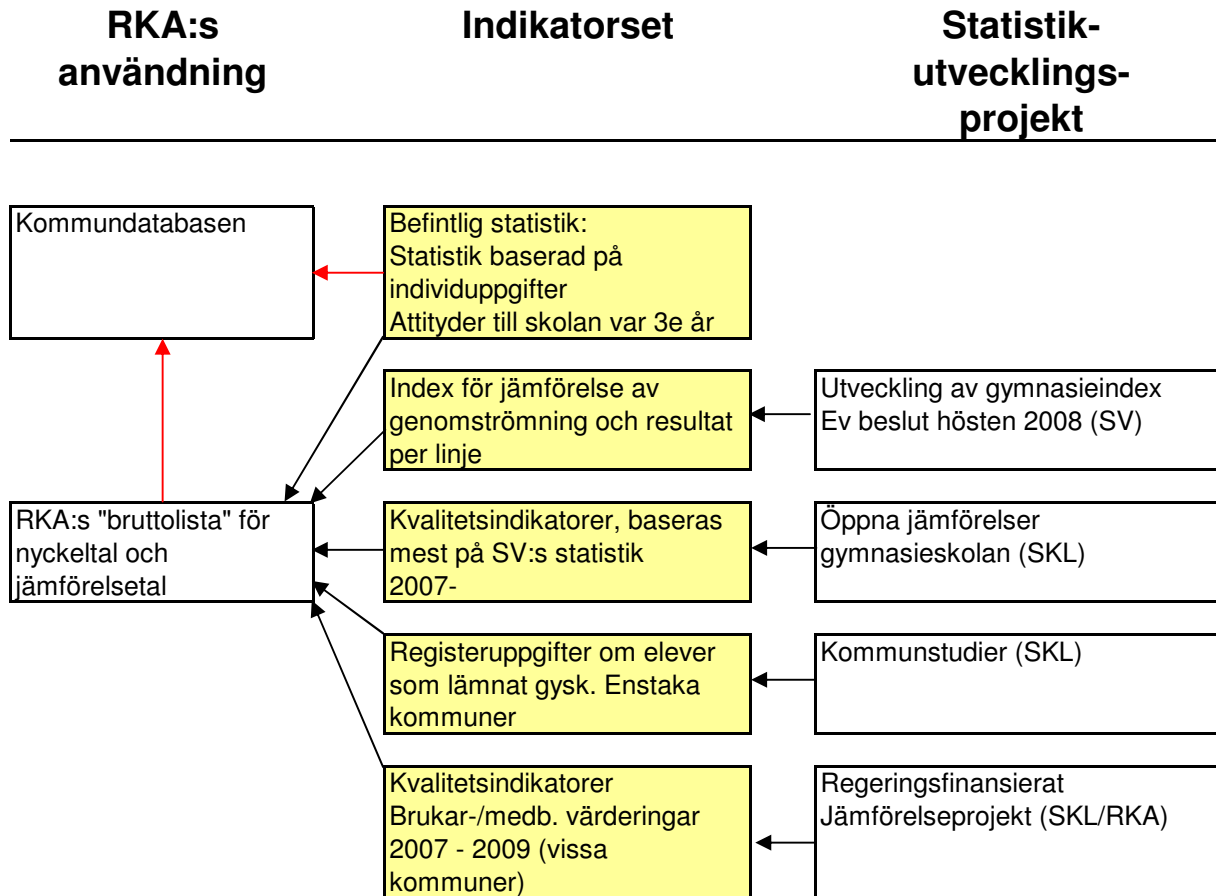 RKA:s
användning
Indikatorset
Statistik-
utvecklings-
projekt
Kommundatabasen
Befintlig statistik:
Statistik baserad på
individuppgifter
Attityder till skolan var 3e år
Index för jämförelse av
genomströmning och resultat
per linje
Utveckling av gymnasieindex
Ev beslut hösten 2008 (SV)
RKA:s "bruttolista" för
nyckeltal och
jämförelsetal
Kvalitetsindikatorer, baseras
mest på SV:s statistik
2007-
Öppna jämförelser
gymnasieskolan (SKL)
Registeruppgifter om elever
som lämnat gysk. Enstaka
kommuner
Kommunstudier (SKL)
Kvalitetsindikatorer
Brukar-/medb. värderingar
2007 - 2009 (vissa
kommuner)
Regeringsfinansierat
Jämförelseprojekt (SKL/RKA)